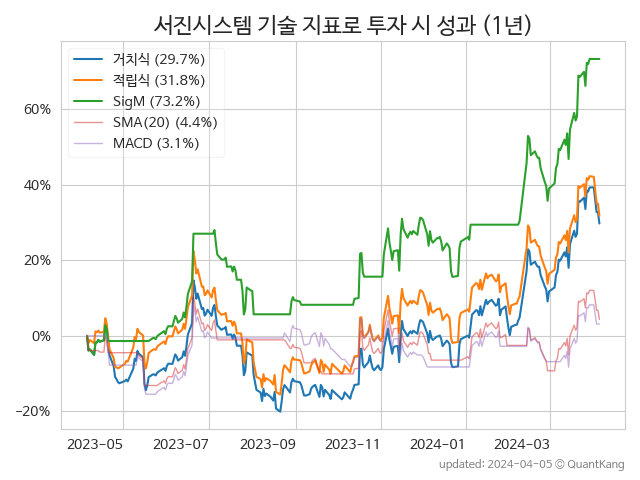 서진시스템 기술 지표로 투자 시 성과 (1년)
거치식 (29.7%)
적립식 (31.8%)
SigM (73.2%)
SMA(20) (4.4%)
MACD (3.1%)
60%
40%
20%
0%
−20%
2023-05 2023-07 2023-09 2023-11 2024-01 2024-03
updated: 2024-04-05 © QuantKang